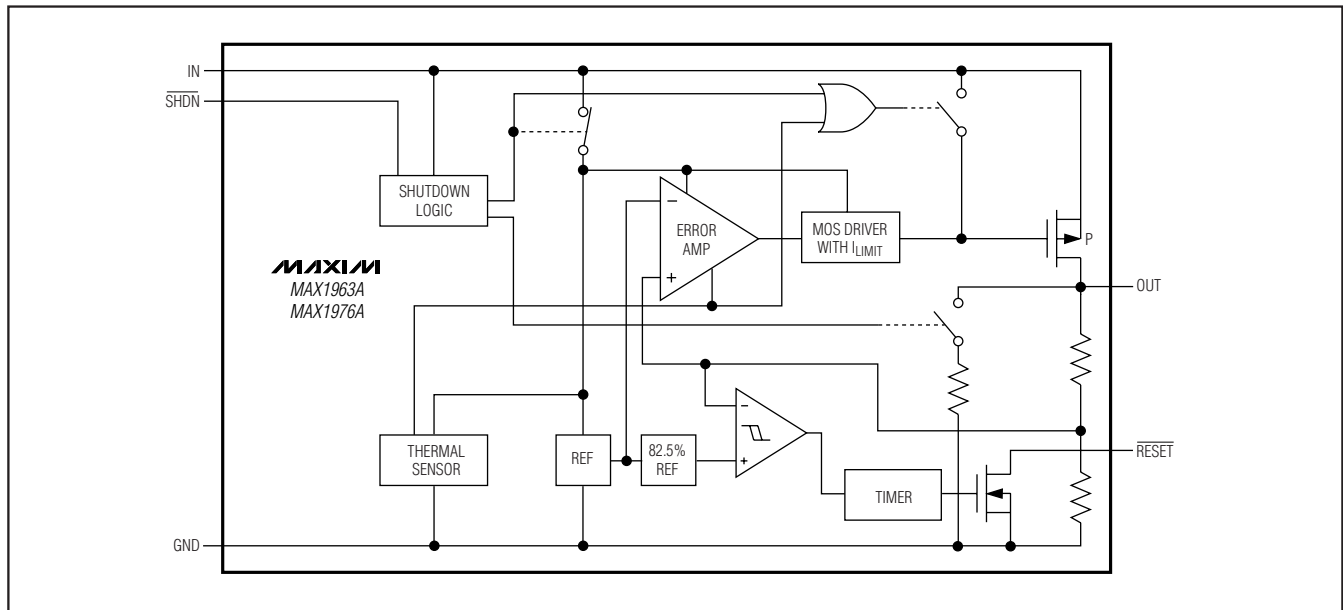 IN
SHDN
SHUTDOWN
LOGIC
ERROR
AMP
MOS DRIVER
WITH ILIMIT
P
MAXIM
MAX1963A
MAX1976A
OUT
THERMAL
SENSOR
REF
82.5%
REF
TIMER
RESET
GND
−
+
−
+